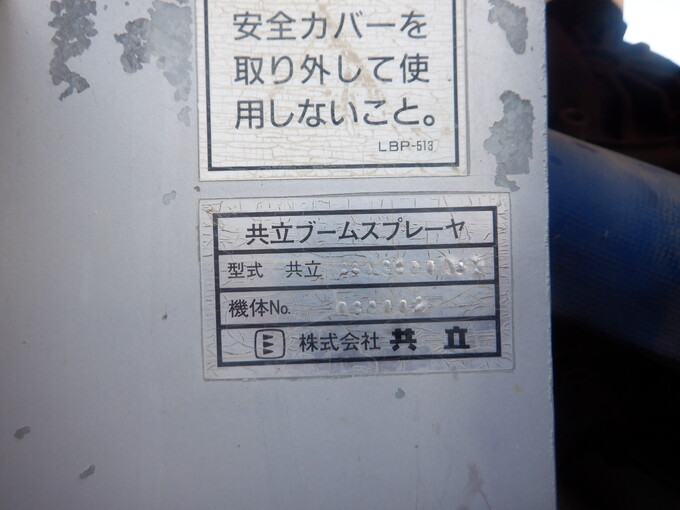 安全カバーを
取り外して使
用しないこと。
LBP-513
共立ブームスプレーヤ
型式 共立
機体No.
株式会社 共立